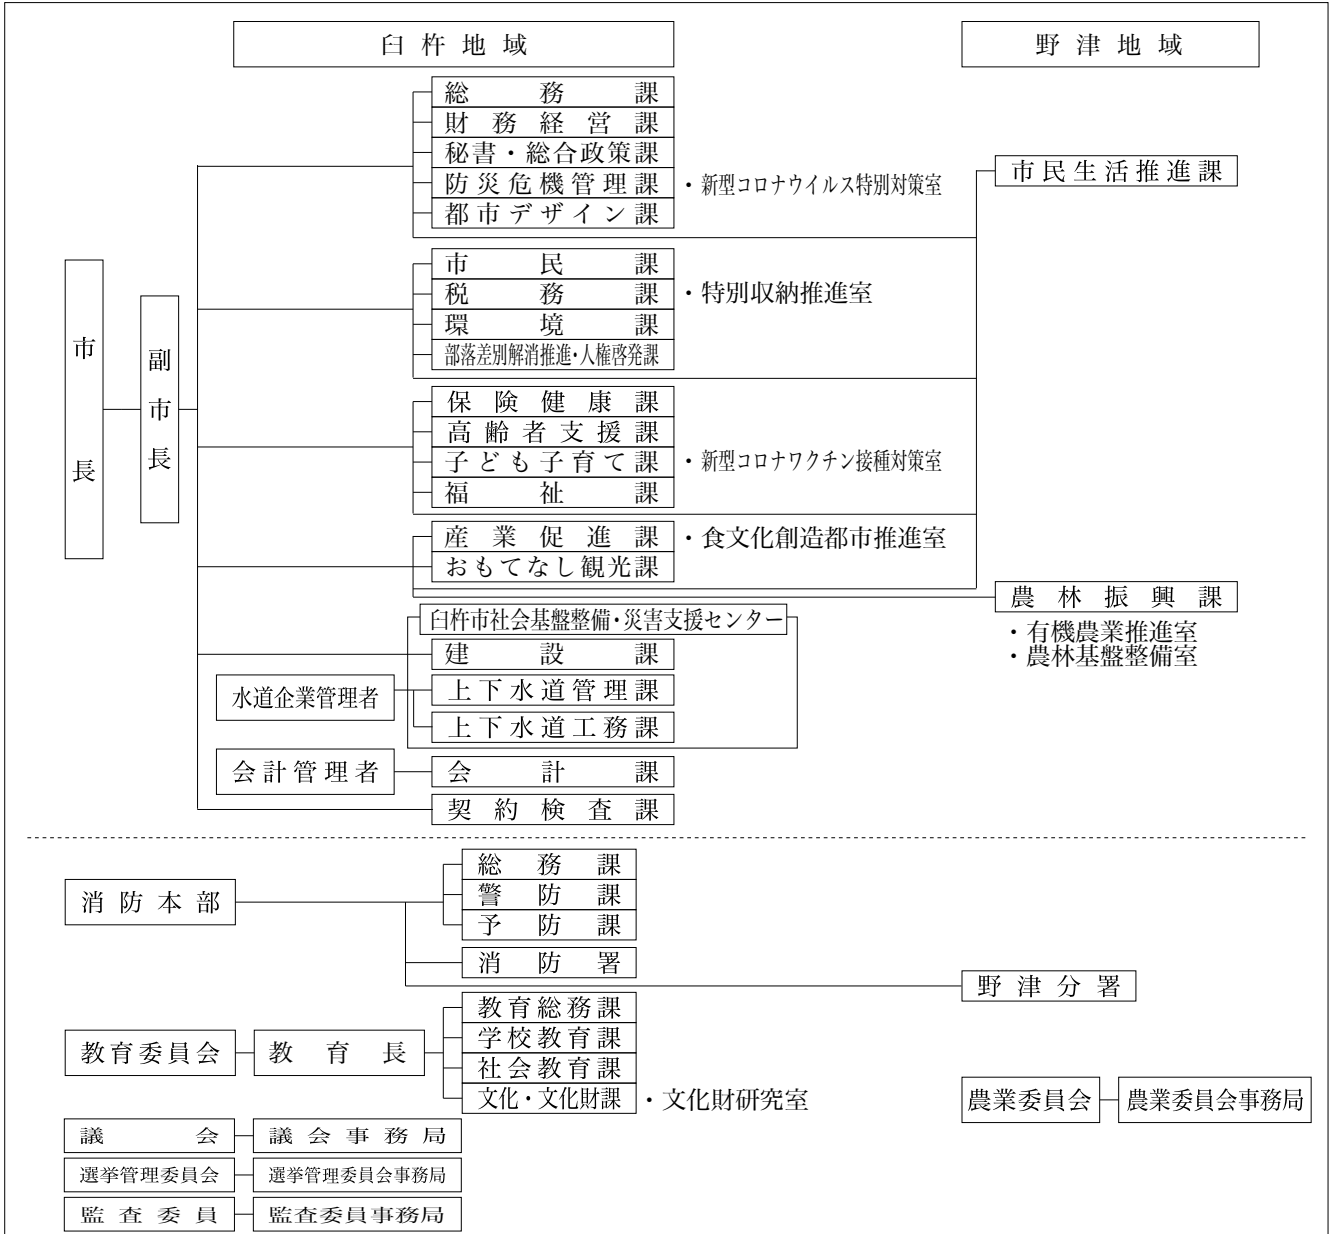 臼杵地域
野津地域
総務課
財務経営課
秘書・総合政策課
防災危機管理課
・新型コロナウイルス特別対策室
都市デザイン課
市民生活推進課
市民課
税務課
・特別収納推進室
環境課
部落差別解消推進・人権啓発課
市長
副市長
保険健康課
高齢者支援課
子ども子育て課
・新型コロナワクチン接種対策室
福祉課
産業促進課
・食文化創造都市推進室
おもてなし観光課
農林振興課
・有機農業推進室
・農林基盤整備室
臼杵市社会基盤整備・災害支援センター
建設課
水道企業管理者
上下水道管理課
上下水道工務課
会計管理者
会計課
契約検査課
消防本部
総務課
警防課
予防課
消防署
野津分署
教育委員会
教育長
教育総務課
学校教育課
社会教育課
文化・文化財課
・文化財研究室
農業委員会
農業委員会事務局
議会
議会事務局
選挙管理委員会
選挙管理委員会事務局
監査委員
監査委員事務局